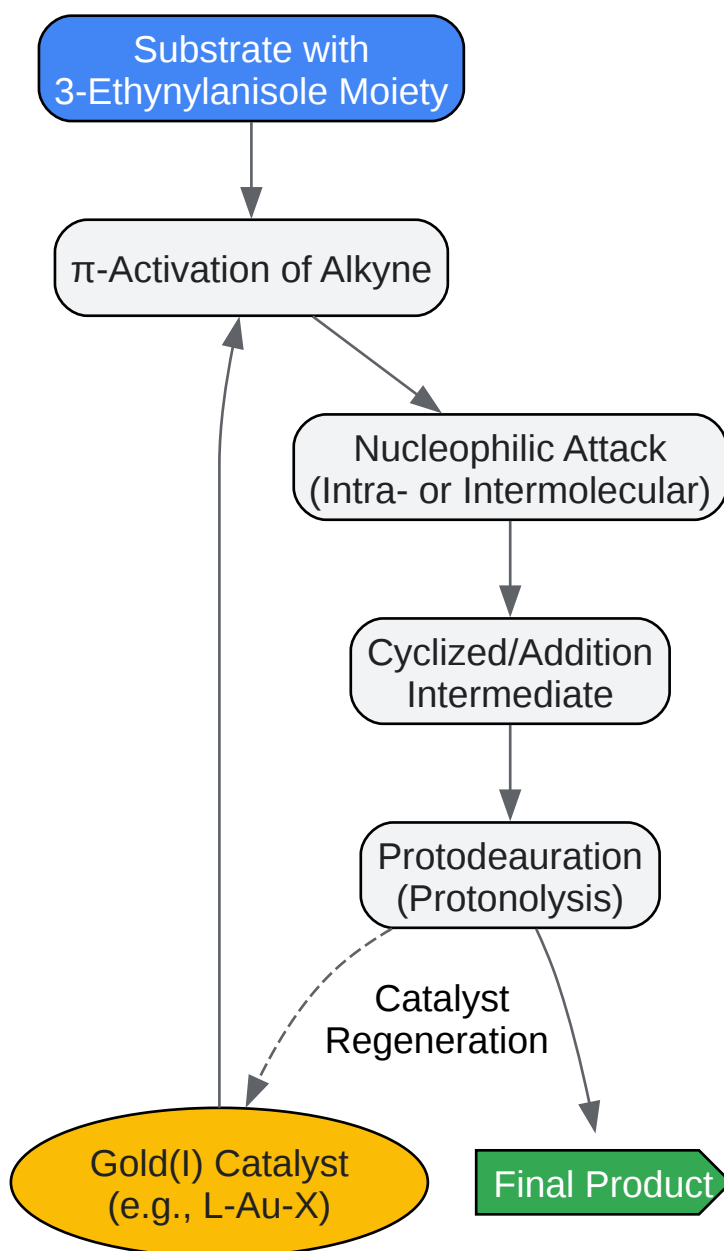 Substrate with
3-Ethynylanisole Moiety
π-Activation of Alkyne
Nucleophilic Attack
(Intra- or Intermolecular)
Cyclized/Addition
Intermediate
Protodeauration
(Protonolysis)
Catalyst
Regeneration
Gold(I) Catalyst
(e.g., L-Au-X)
Final Product